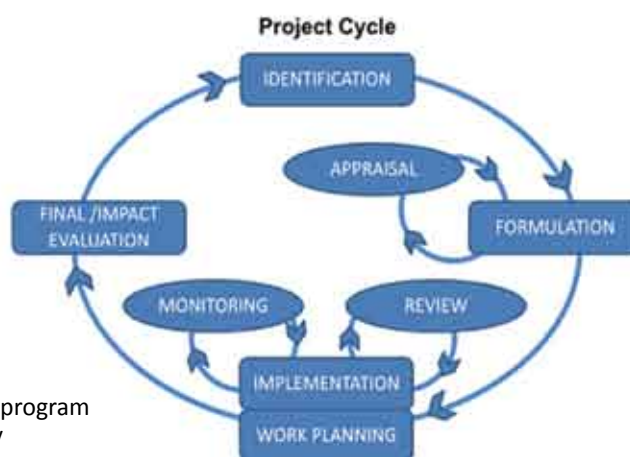 Project Cycle
IDENTIFICATION
APPRAISAL
FINAL /IMPACT
EVALUATION
FORMULATION
MONITORING
REVIEW
IMPLEMENTATION
program
WORK PLANNING